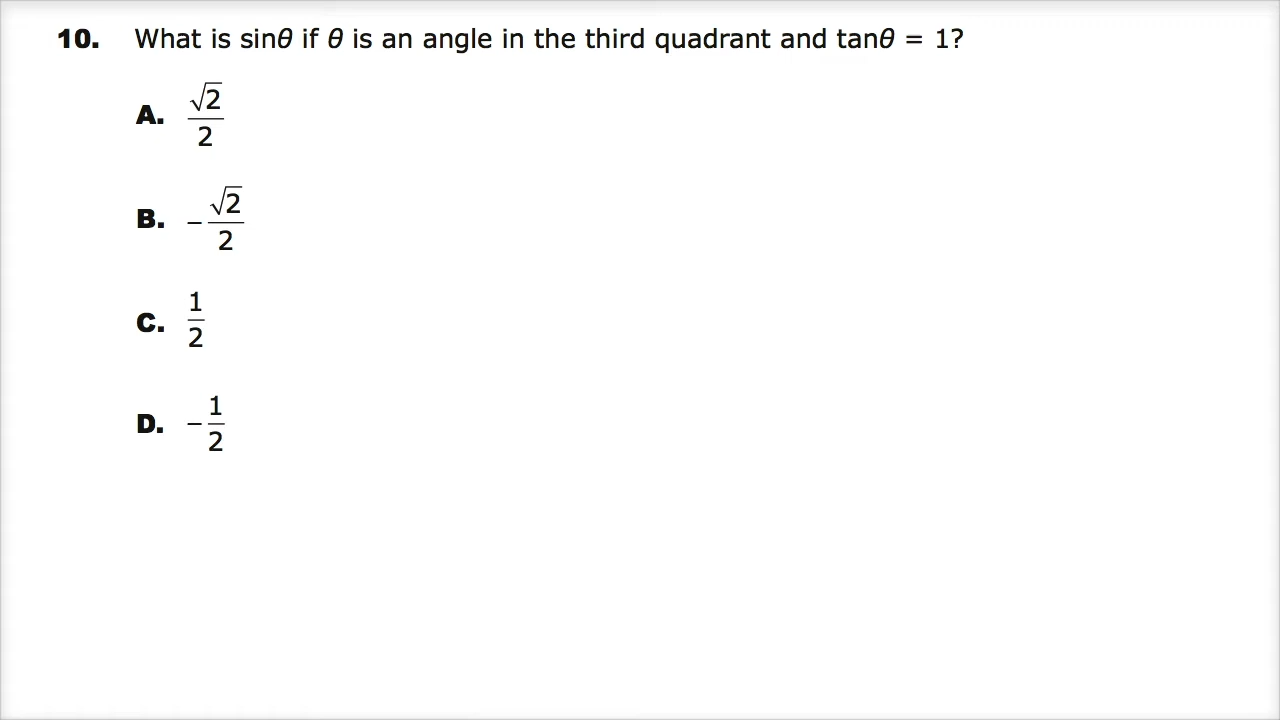 10. What is sinθ if θ is an angle in the third quadrant and tanθ = 1?
A. √2/2
B. -√2/2
C. 1/2
D. -1/2